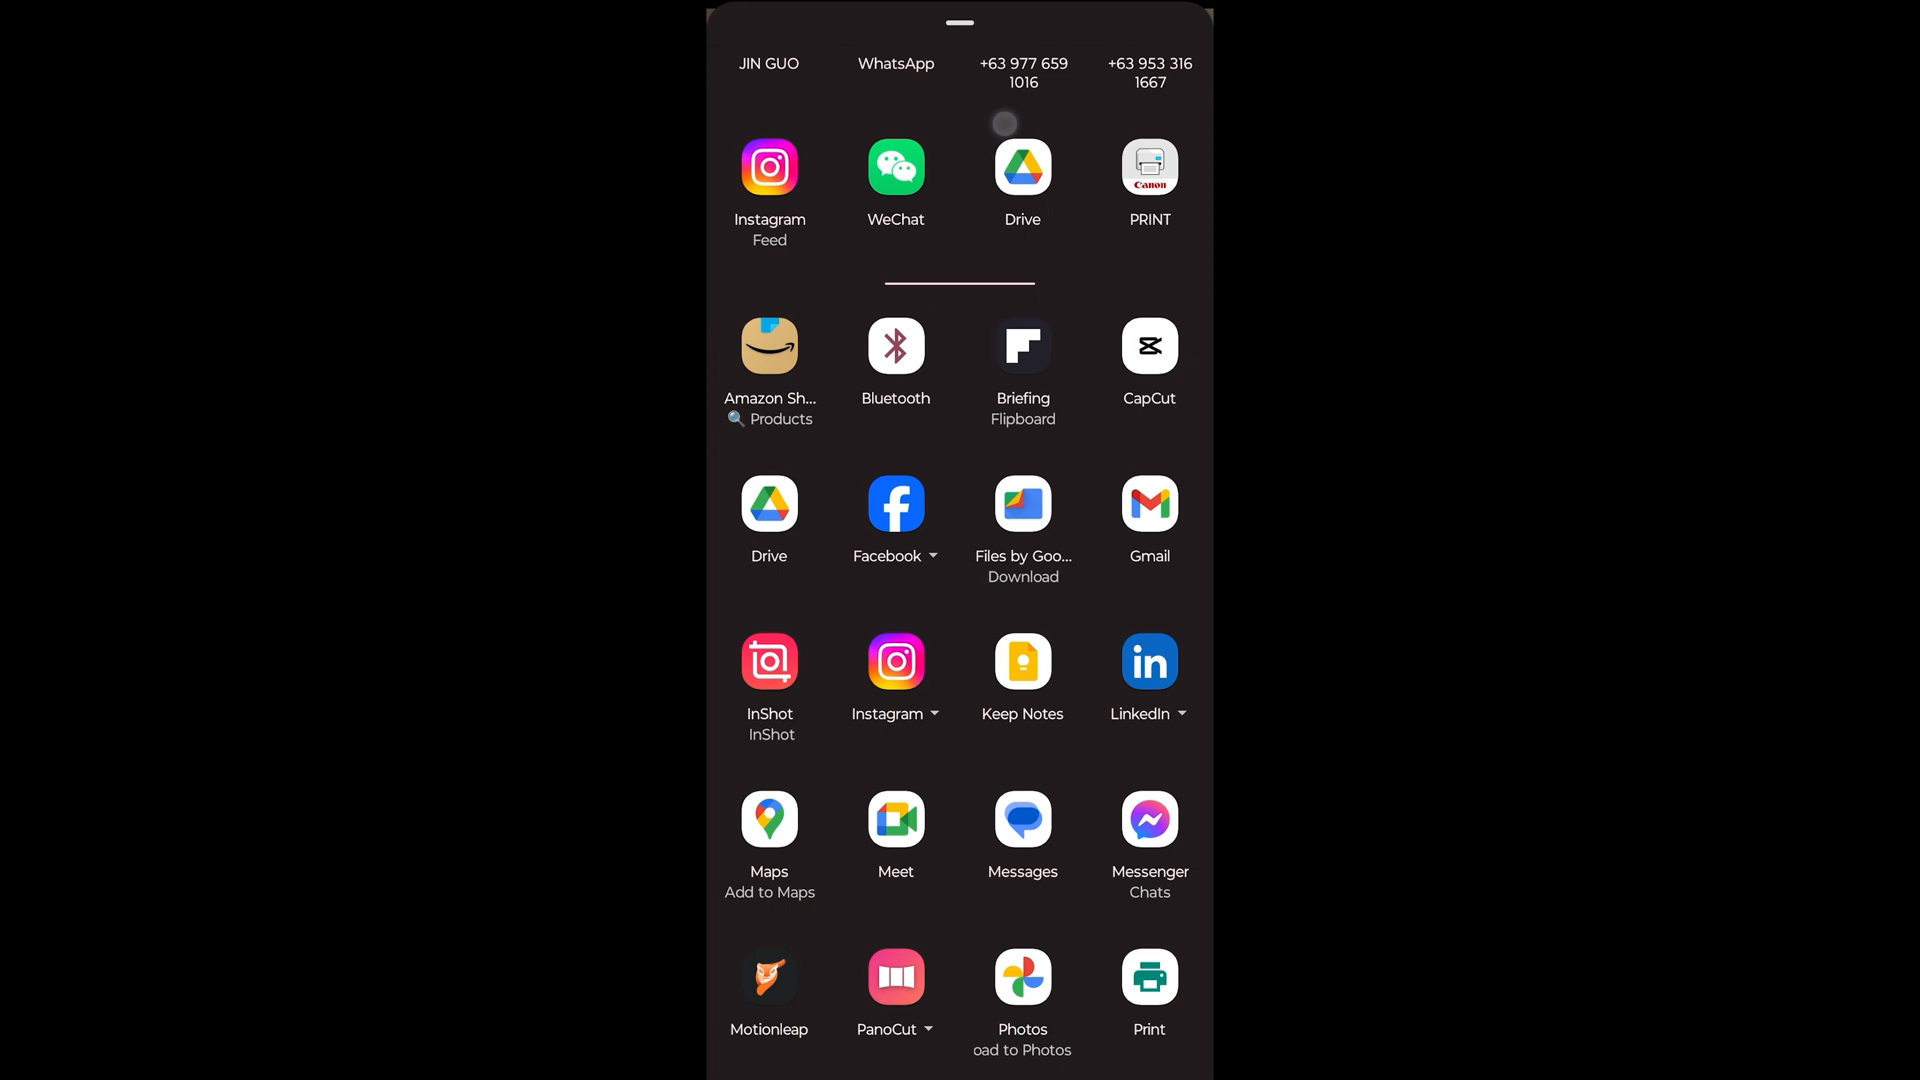 JIN GUO
WhatsApp
+63 977 659
1016
+63 953 316
1667
Canon
Instagram
Feed
WeChat
Drive
PRINT
Amazon Sh...
Products
Bluetooth
Briefing
Flipboard
CapCut
Drive
Facebook
Files by Goo...
Download
Gmail
in
InShot
InShot
Instagram
Keep Notes
LinkedIn
Maps
Add to Maps
Meet
Messages
Messenger
Chats
Motionleap
PanoCut
Photos
oad to Photos
Print